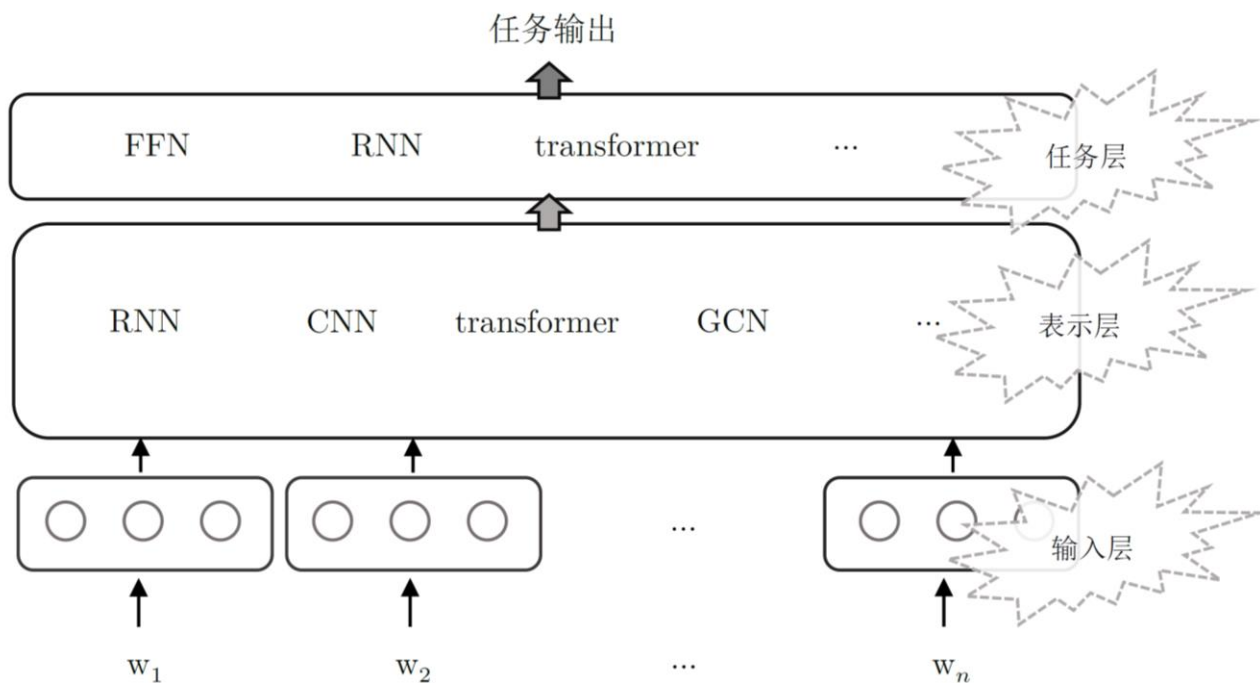 任务输出
FFN RNN transformer ... 任务层
RNN CNN transformer GCN ... 表示层
... 输入层
w₁ w₂ ... wₙ